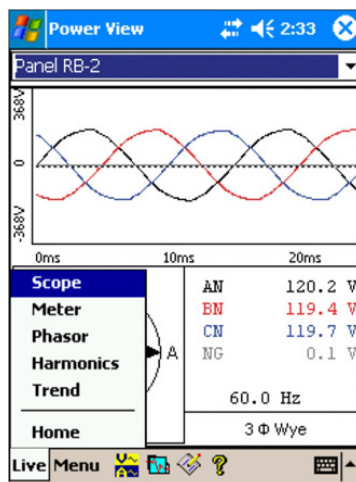 Power View 2:33
Panel RB-2
368V
0
-368V
0ms 10ms 20ms
Scope
Meter
Phasor
Harmonics
Trend
Home
A
AN 120.2 V
BN 119.4 V
CN 119.7 V
NG 0.1 V
60.0 Hz
3 Φ Wye
Live Menu